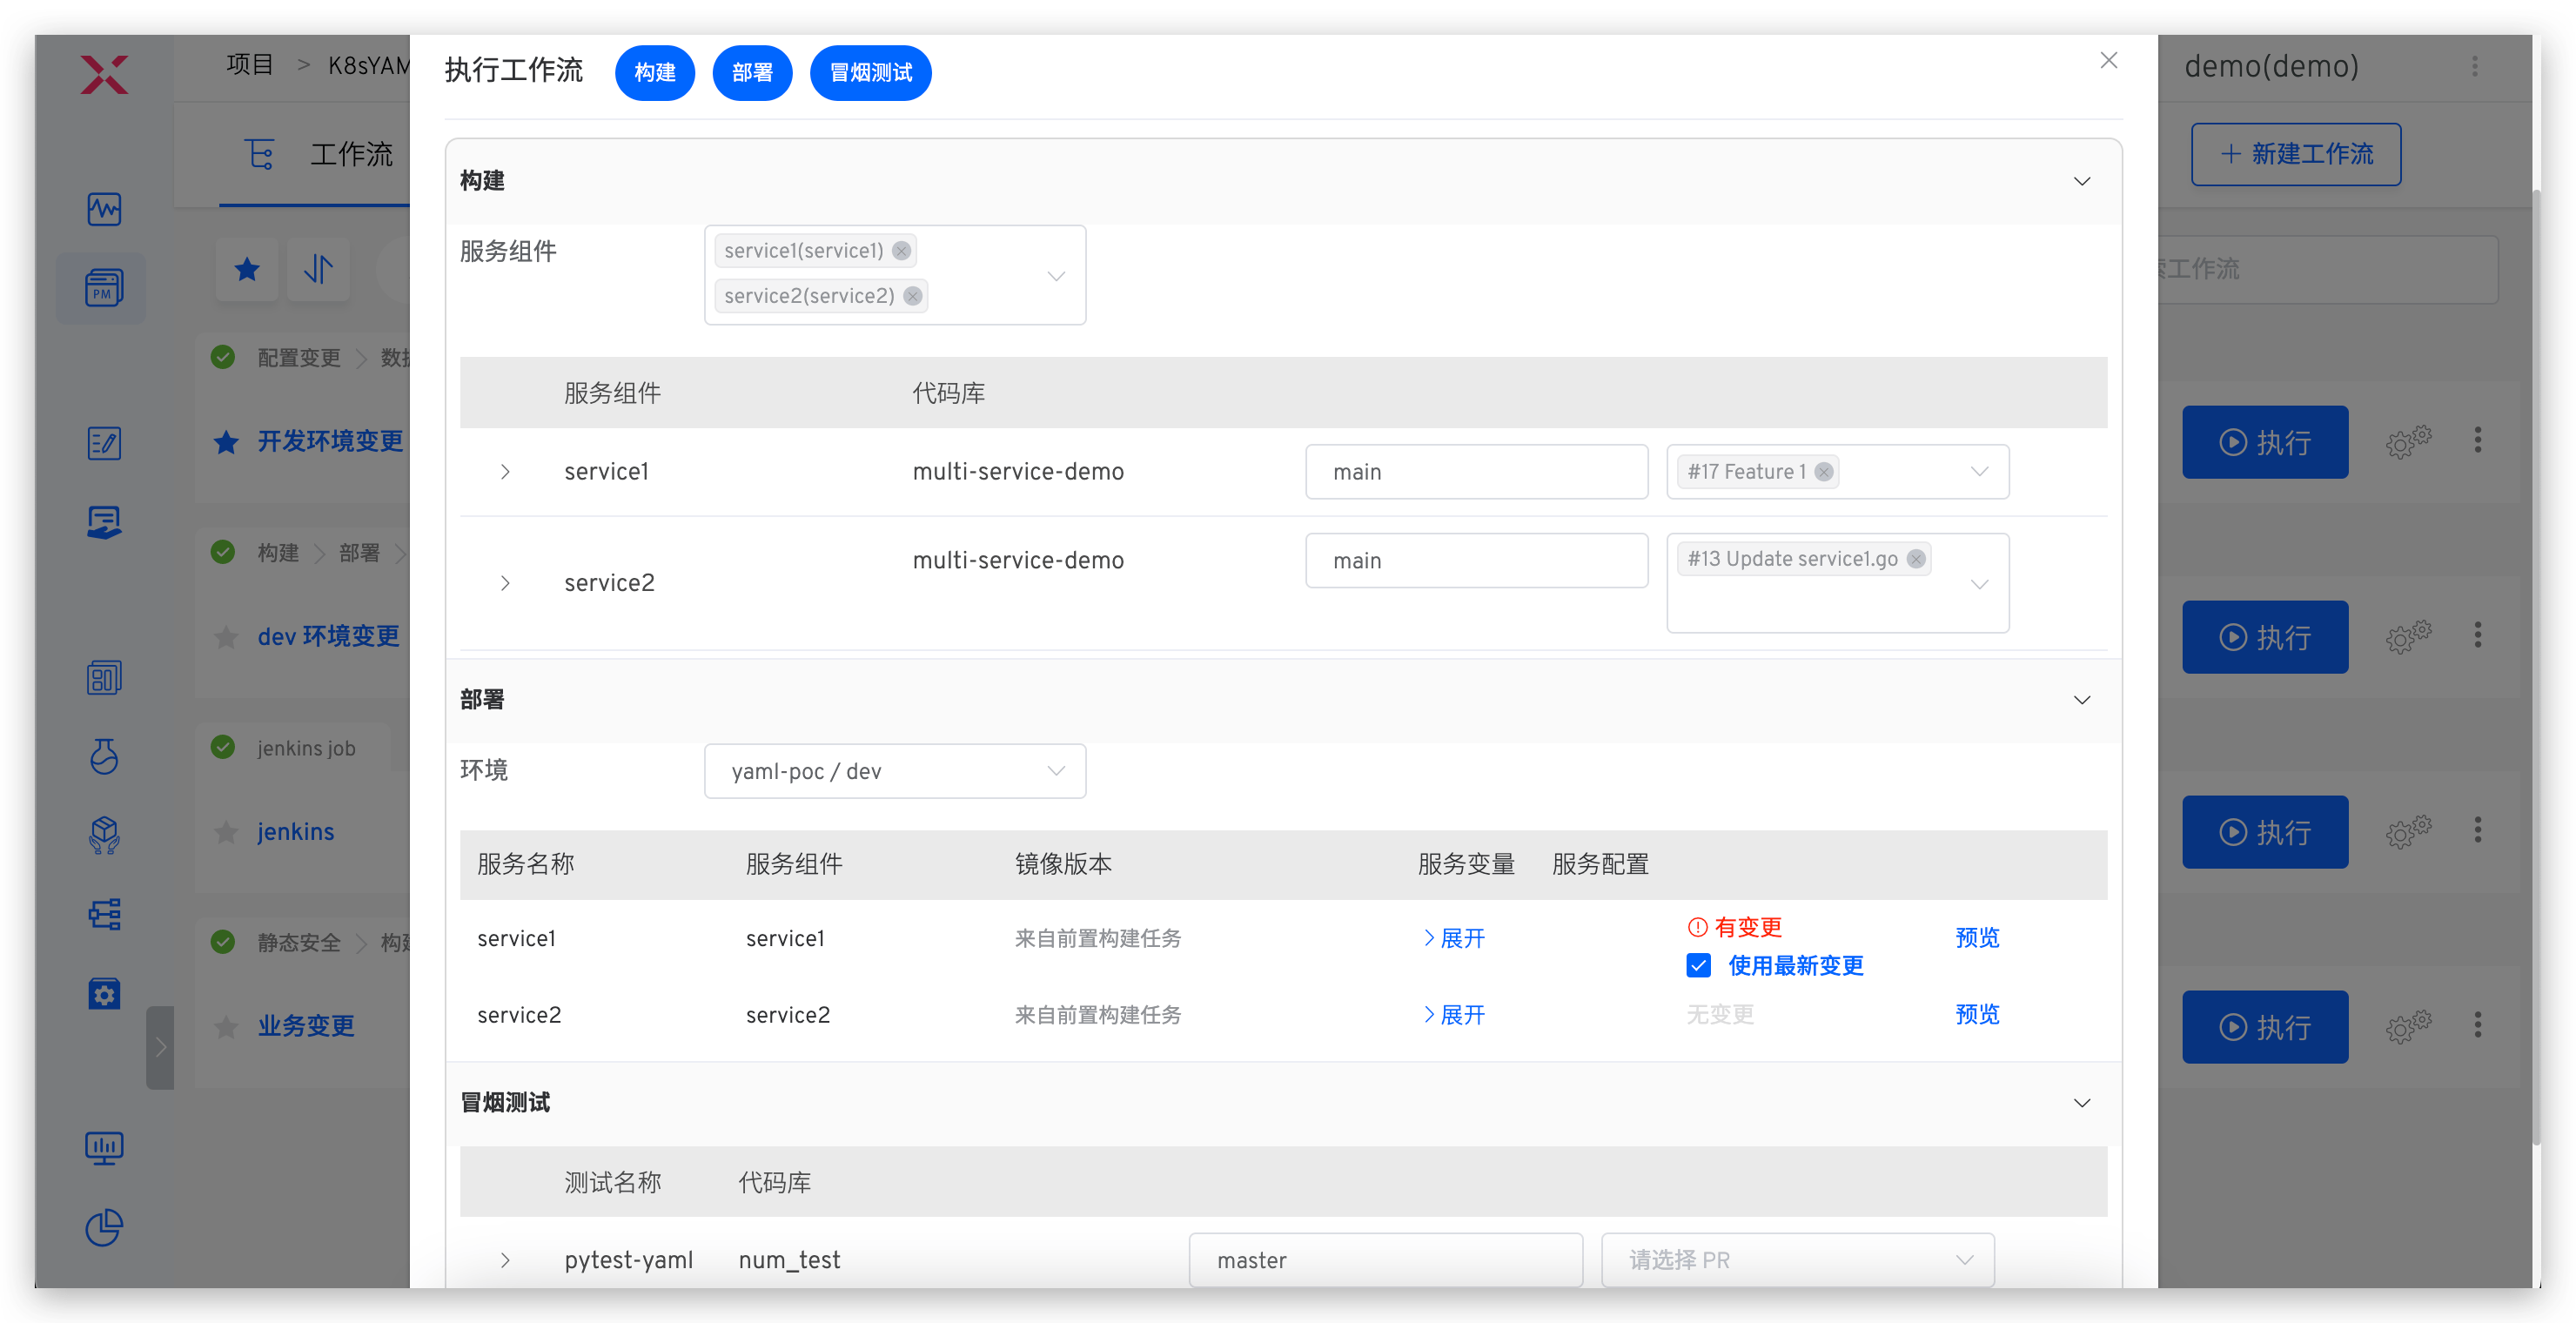 项目 > K8sYAM
执行工作流 构建 部署 冒烟测试
demo(demo)
工作流
+ 新建工作流
构建
服务组件 service1(service1)
service2(service2)
工作流
PM
配置变更 > 数据
服务组件 代码库
开发环境变更
service1 multi-service-demo main #17 Feature 1
执行
构建 > 部署 >
service2 multi-service-demo main #13 Update service1.go
dev 环境变更
执行
部署
jenkins job
环境 yaml-poc / dev
jenkins
执行
服务名称 服务组件 镜像版本 服务变量 服务配置
service1 service1 来自前置构建任务 > 展开 有变更 预览
使用最新变更
静态安全 > 构建
service2 service2 来自前置构建任务 > 展开 无变更 预览
业务变更
执行
冒烟测试
测试名称 代码库
pytest-yaml num_test master 请选择 PR